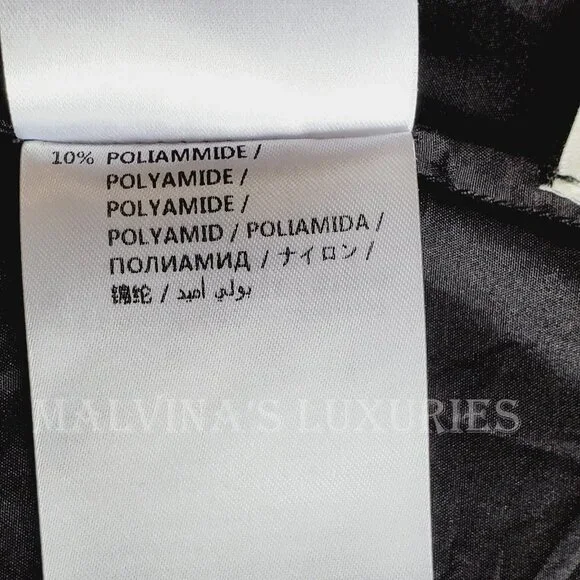 10% POLIAMMIDE /
POLYAMIDE /
POLYAMIDE /
POLYAMID / POLIAMIDA /
ПОЛИАМИД / ナイロン /
锦纶 / بولي أميد
MALVINA'S LUXURIES